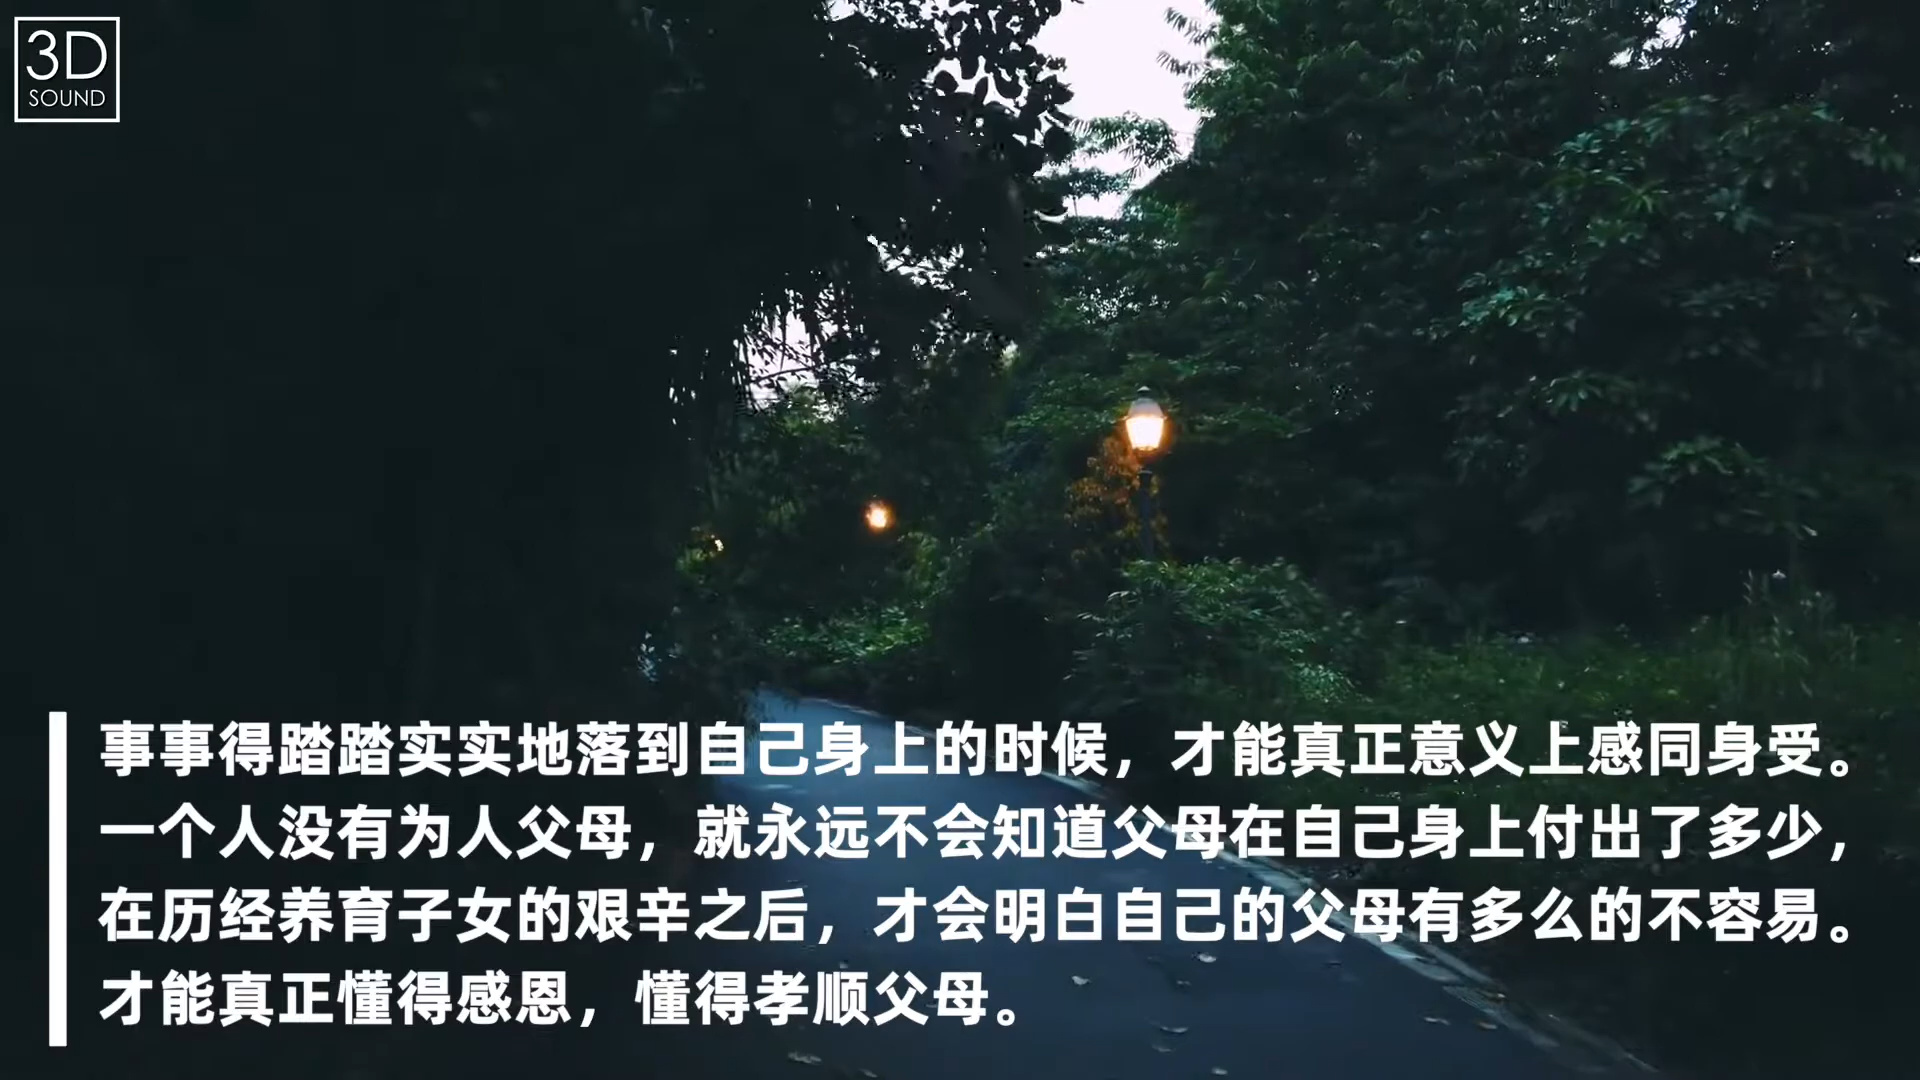 3D
SOUND
事事得踏踏实实地落到自己身上的时候，才能真正意义上感同身受。
一个人没有为人父母，就永远不会知道父母在自己身上付出了多少，
在历经养育子女的艰辛之后，才会明白自己的父母有多么的不容易。
才能真正懂得感恩，懂得孝顺父母。